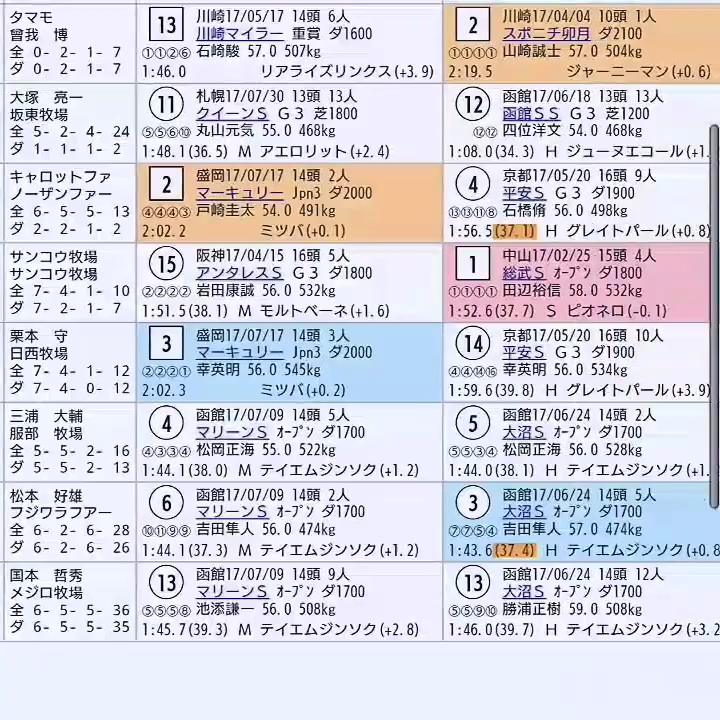 タマモ
曾我 博
全 0- 2- 1- 7
ダ 0- 2- 1- 7
13 川崎17/05/17 14頭 6人
川崎マイラー 重賞 ダ1600
①①②⑥ 石崎駿 57.0 507kg
1:46.0 リアライズリンクス(+3.9)
2 川崎17/04/04 10頭 1人
スポニチ卯月 ダ2100
①①①① 山崎誠士 57.0 504kg
2:19.5 ジャーニーマン(+0.6)
大塚 亮一
坂東牧場
全 5- 2- 4- 24
ダ 1- 1- 1- 2
11 札幌17/07/30 13頭 13人
クイーンS G3 芝1800
⑤⑤⑥⑩ 丸山元気 55.0 468kg
1:48.1(36.5) M アエロリット(+2.4)
12 函館17/06/18 13頭 13人
函館SS G3 芝1200
⑫⑫ 四位洋文 54.0 468kg
1:08.0(34.3) H ジューヌエコール(+1.
キャロットファ
ノーザンファー
全 6- 5- 5- 13
ダ 2- 2- 1- 2
2 盛岡17/07/17 14頭 2人
マーキュリー Jpn3 ダ2000
④④④③ 戸崎圭太 54.0 491kg
2:02.2 ミツバ(+0.1)
4 京都17/05/20 16頭 9人
平安S G3 ダ1900
⑬⑬⑪⑧ 石橋脩 56.0 498kg
1:56.5(37.1) H グレイトパール(+0.8)
サンコウ牧場
サンコウ牧場
全 7- 4- 1- 10
ダ 7- 2- 1- 7
15 阪神17/04/15 16頭 5人
アンタレスS G3 ダ1800
②②②② 岩田康誠 56.0 532kg
1:51.5(38.1) M モルトベーネ(+1.6)
1 中山17/02/25 15頭 4人
総武S オープン ダ1800
①①①① 田辺裕信 58.0 532kg
1:52.6(37.7) S ピオネロ(-0.1)
栗本 守
日西牧場
全 7- 4- 1- 12
ダ 7- 4- 0- 12
3 盛岡17/07/17 14頭 3人
マーキュリー Jpn3 ダ2000
②②②① 幸英明 56.0 545kg
2:02.3 ミツバ(+0.2)
14 京都17/05/20 16頭 10人
平安S G3 ダ1900
④④⑭⑯ 幸英明 56.0 534kg
1:59.6(39.8) H グレイトパール(+3.9)
三浦 大輔
服部 牧場
全 5- 5- 2- 16
ダ 5- 5- 2- 13
4 函館17/07/09 14頭 5人
マリーンS オープン ダ1700
④③③④ 松岡正海 55.0 522kg
1:44.1(38.0) M テイエムジンソク(+1.2)
5 函館17/06/24 14頭 2人
大沼S オープン ダ1700
⑤⑤③④ 松岡正海 56.0 528kg
1:44.0(38.1) H テイエムジンソク(+1.
松本 好雄
フジワラフアー
全 6- 2- 6- 28
ダ 6- 2- 6- 26
6 函館17/07/09 14頭 2人
マリーンS オープン ダ1700
⑩⑪⑨⑨ 吉田隼人 56.0 474kg
1:44.1(37.3) M テイエムジンソク(+1.2)
3 函館17/06/24 14頭 5人
大沼S オープン ダ1700
⑦⑦⑤④ 吉田隼人 57.0 474kg
1:43.6(37.4) H テイエムジンソク(+0.8
国本 哲秀
メジロ牧場
全 6- 5- 5- 36
ダ 6- 5- 5- 35
13 函館17/07/09 14頭 9人
マリーンS オープン ダ1700
⑤⑤⑤⑧ 池添謙一 56.0 508kg
1:45.7(39.3) M テイエムジンソク(+2.8)
13 函館17/06/24 14頭 12人
大沼S オープン ダ1700
⑤⑤⑨⑩ 勝浦正樹 59.0 508kg
1:46.0(39.7) H テイエムジンソク(+3.2